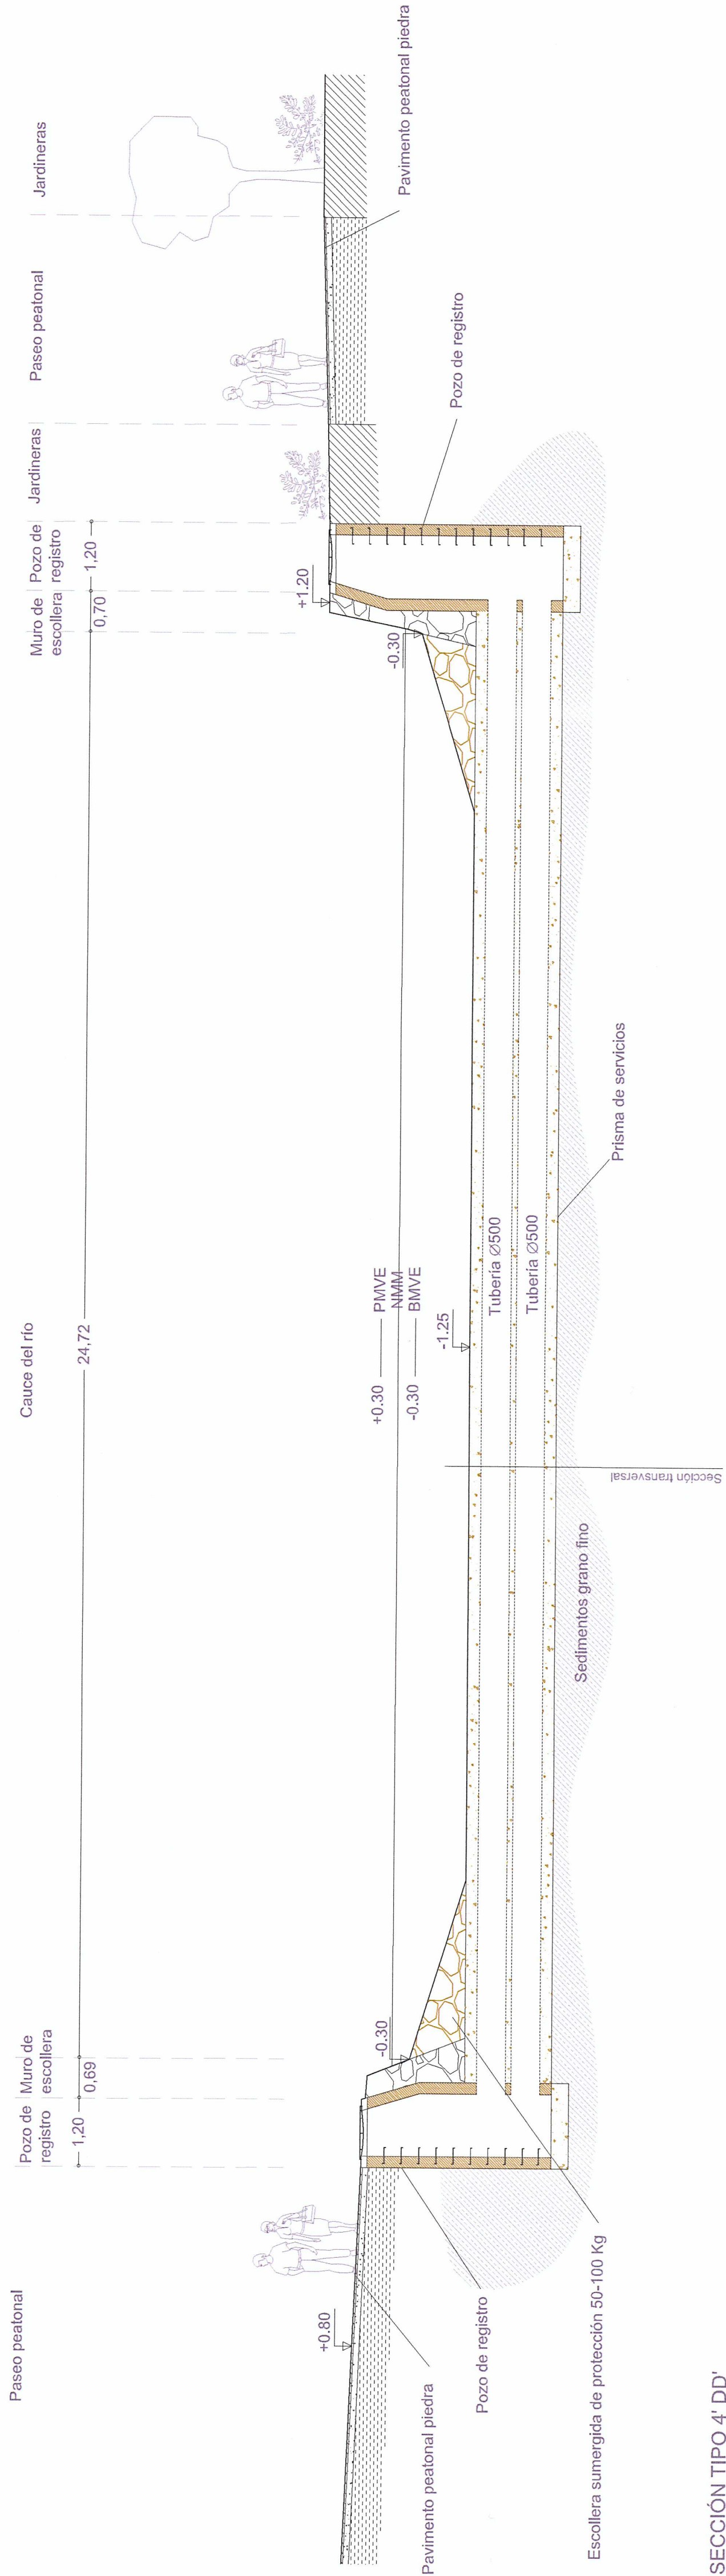 Paseo peatonal
Pozo de
registro
Muro de
escollera
Cauce del río
Muro de
escollera
Pozo de
registro
Jardineras
Paseo peatonal
Jardineras
1,20
0,69
24,72
0,70
1,20
+0.80
-0.30
+0.30
PMVE
NMM
-0.30
BMVE
-1.25
-0.30
+1.20
Pavimento peatonal piedra
Pozo de registro
Tubería Ø500
Tubería Ø500
Pozo de registro
Pavimento peatonal piedra
Escollera sumergida de protección 50-100 Kg
Sedimentos grano fino
Sección transversal
Prisma de servicios
SECCIÓN TIPO 4' DD'